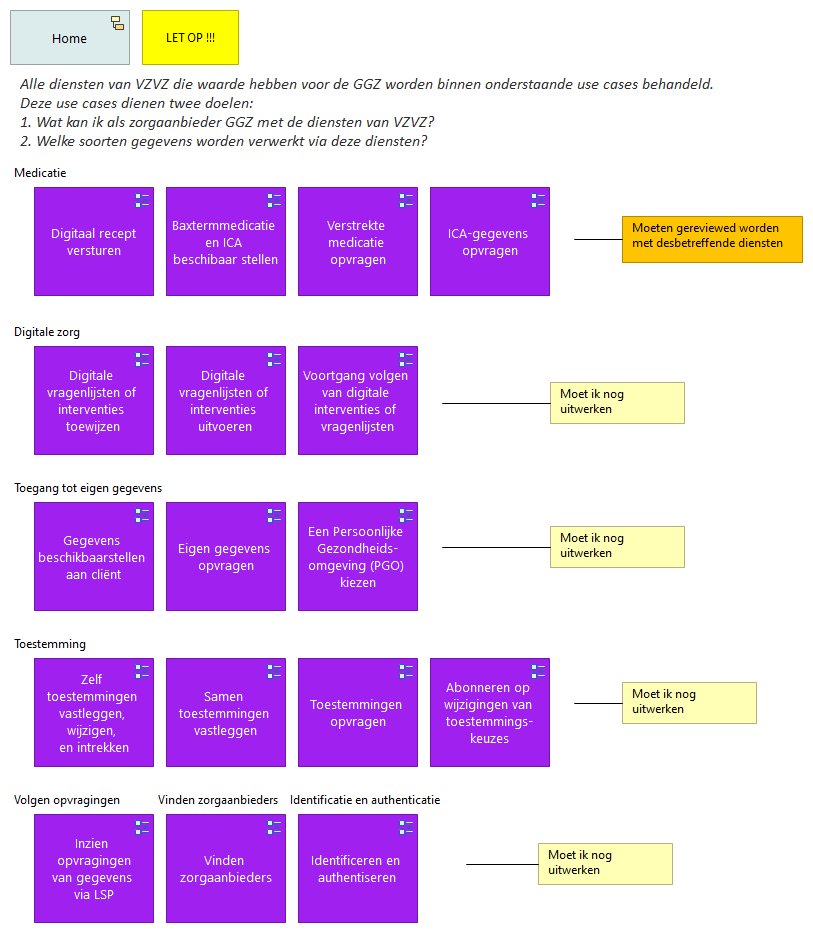 Home
LET OP !!!
Alle diensten van VZVZ die waarde hebben voor de GGZ worden binnen onderstaande use cases behandeld.
Deze use cases dienen twee doelen:
1. Wat kan ik als zorgaanbieder GGZ met de diensten van VZVZ?
2. Welke soorten gegevens worden verwerkt via deze diensten?
Medicatie
Digitaal recept
versturen
Baxtermmedicatie
en ICA
beschibaar stellen
Verstrekte
medicatie
opvragen
ICA-gegevens
opvragen
Moeten gereviewed worden
met desbetreffende diensten
Digitale zorg
Digitale
vragenlijsten of
interventies
toewijzen
Digitale
vragenlijsten of
interventies
uitvoeren
Voortgang volgen
van digitale
interventies of
vragenlijsten
Moet ik nog
uitwerken
Toegang tot eigen gegevens
Gegevens
beschikbaarstellen
aan cliënt
Eigen gegevens
opvragen
Een Persoonlijke
Gezondheids-
omgeving (PGO)
kiezen
Moet ik nog
uitwerken
Toestemming
Zelf
toestemmingen
vastleggen,
wijzigen,
en intrekken
Samen
toestemmingen
vastleggen
Toestemmingen
opvragen
Abonneren op
wijzigingen van
toestemmings-
keuzes
Moet ik nog
uitwerken
Volgen opvragingen
Vinden zorgaanbieders
Identificatie en authenticatie
Inzien
opvragingen
van gegevens
via LSP
Vinden
zorgaanbieders
Identificeren en
authentiseren
Moet ik nog
uitwerken